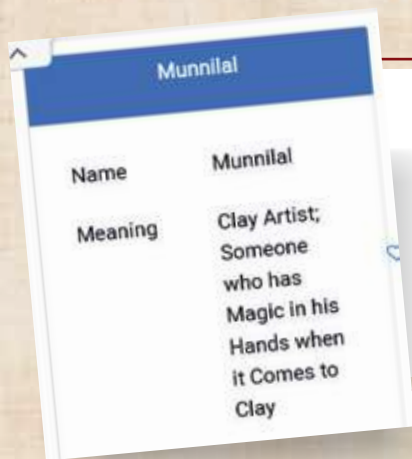 Munnilal
Name Munnilal
Meaning Clay Artist;
Someone
who has
Magic in his
Hands when
it Comes to
Clay